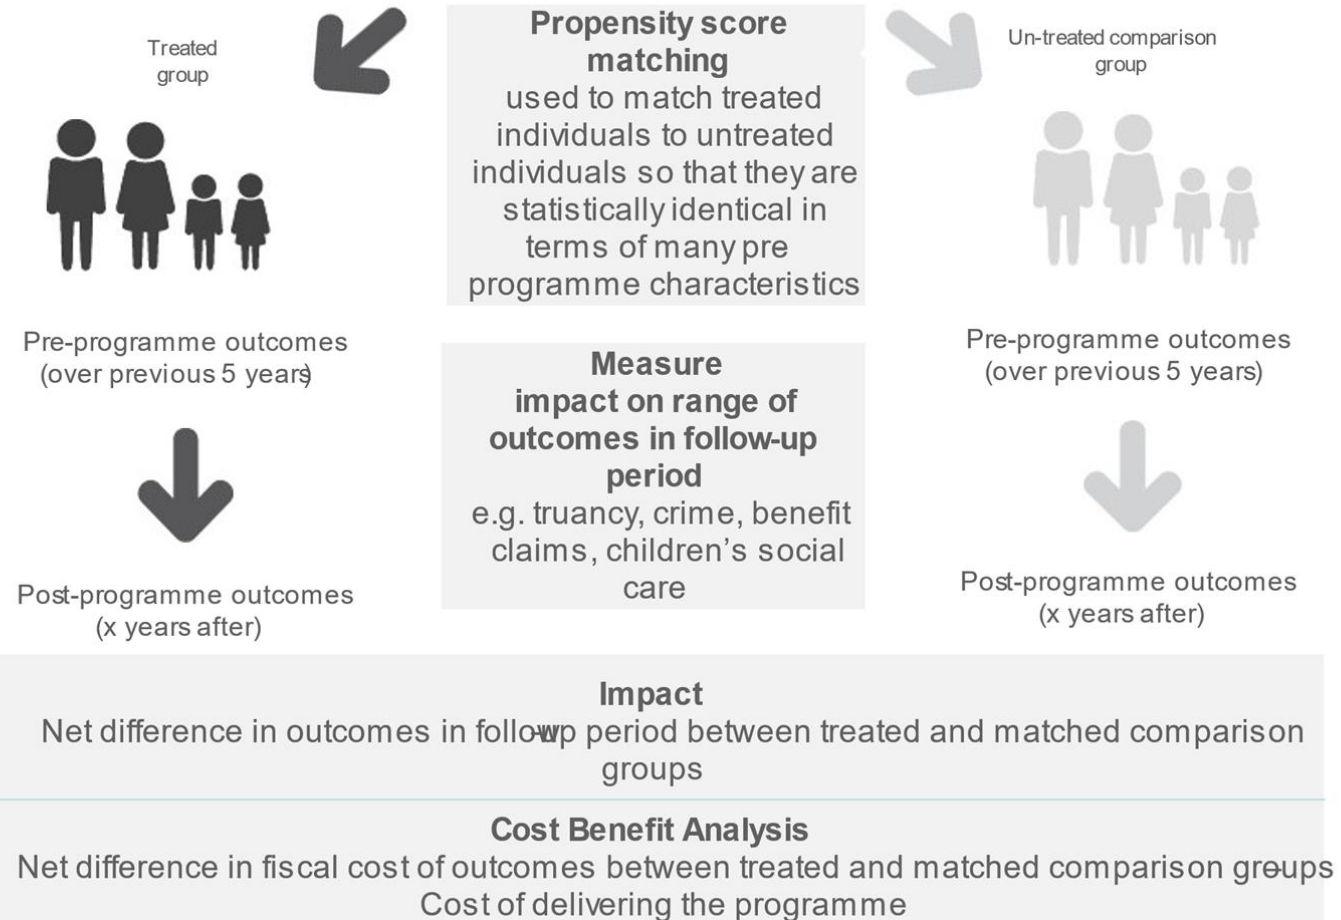 Treated
group
Propensity score
matching
used to match treated
individuals to untreated
individuals so that they are
statistically identical in
terms of many pre
programme characteristics
Un-treated comparison
group
Pre-programme outcomes
(over previous 5 years)
Measure
impact on range of
outcomes in follow-up
period
e.g. truancy, crime, benefit
claims, children’s social
care
Pre-programme outcomes
(over previous 5 years)
Post-programme outcomes
(x years after)
Post-programme outcomes
(x years after)
Impact
Net difference in outcomes in follow-up period between treated and matched comparison
groups
Cost Benefit Analysis
Net difference in fiscal cost of outcomes between treated and matched comparison groups -
Cost of delivering the programme